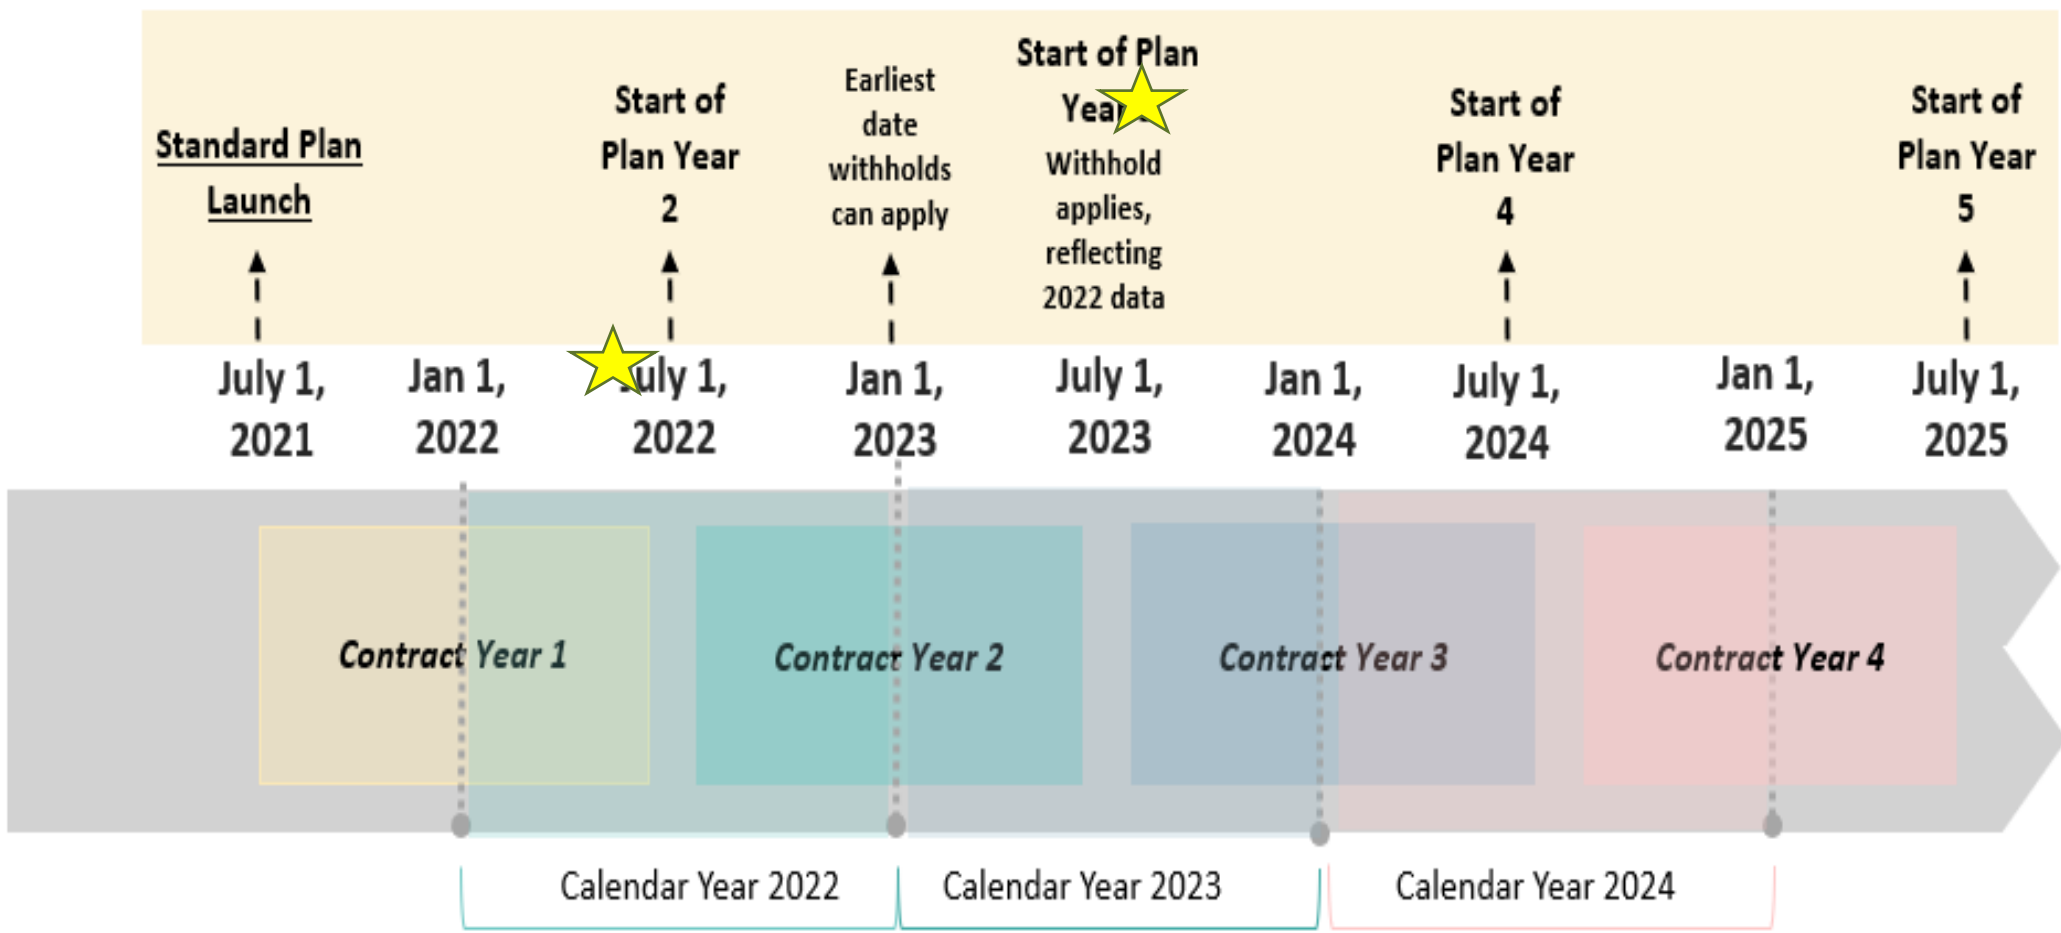 Standard Plan
Launch
Start of
Plan Year
2
Earliest
date
withholds
can apply
Start of Plan
Year
Withhold
applies,
reflecting
2022 data
Start of
Plan Year
4
Start of
Plan Year
5
July 1,
2021
Jan 1,
2022
July 1,
2022
Jan 1,
2023
July 1,
2023
Jan 1,
2024
July 1,
2024
Jan 1,
2025
July 1,
2025
Contract Year 1
Contract Year 2
Contract Year 3
Contract Year 4
Calendar Year 2022
Calendar Year 2023
Calendar Year 2024